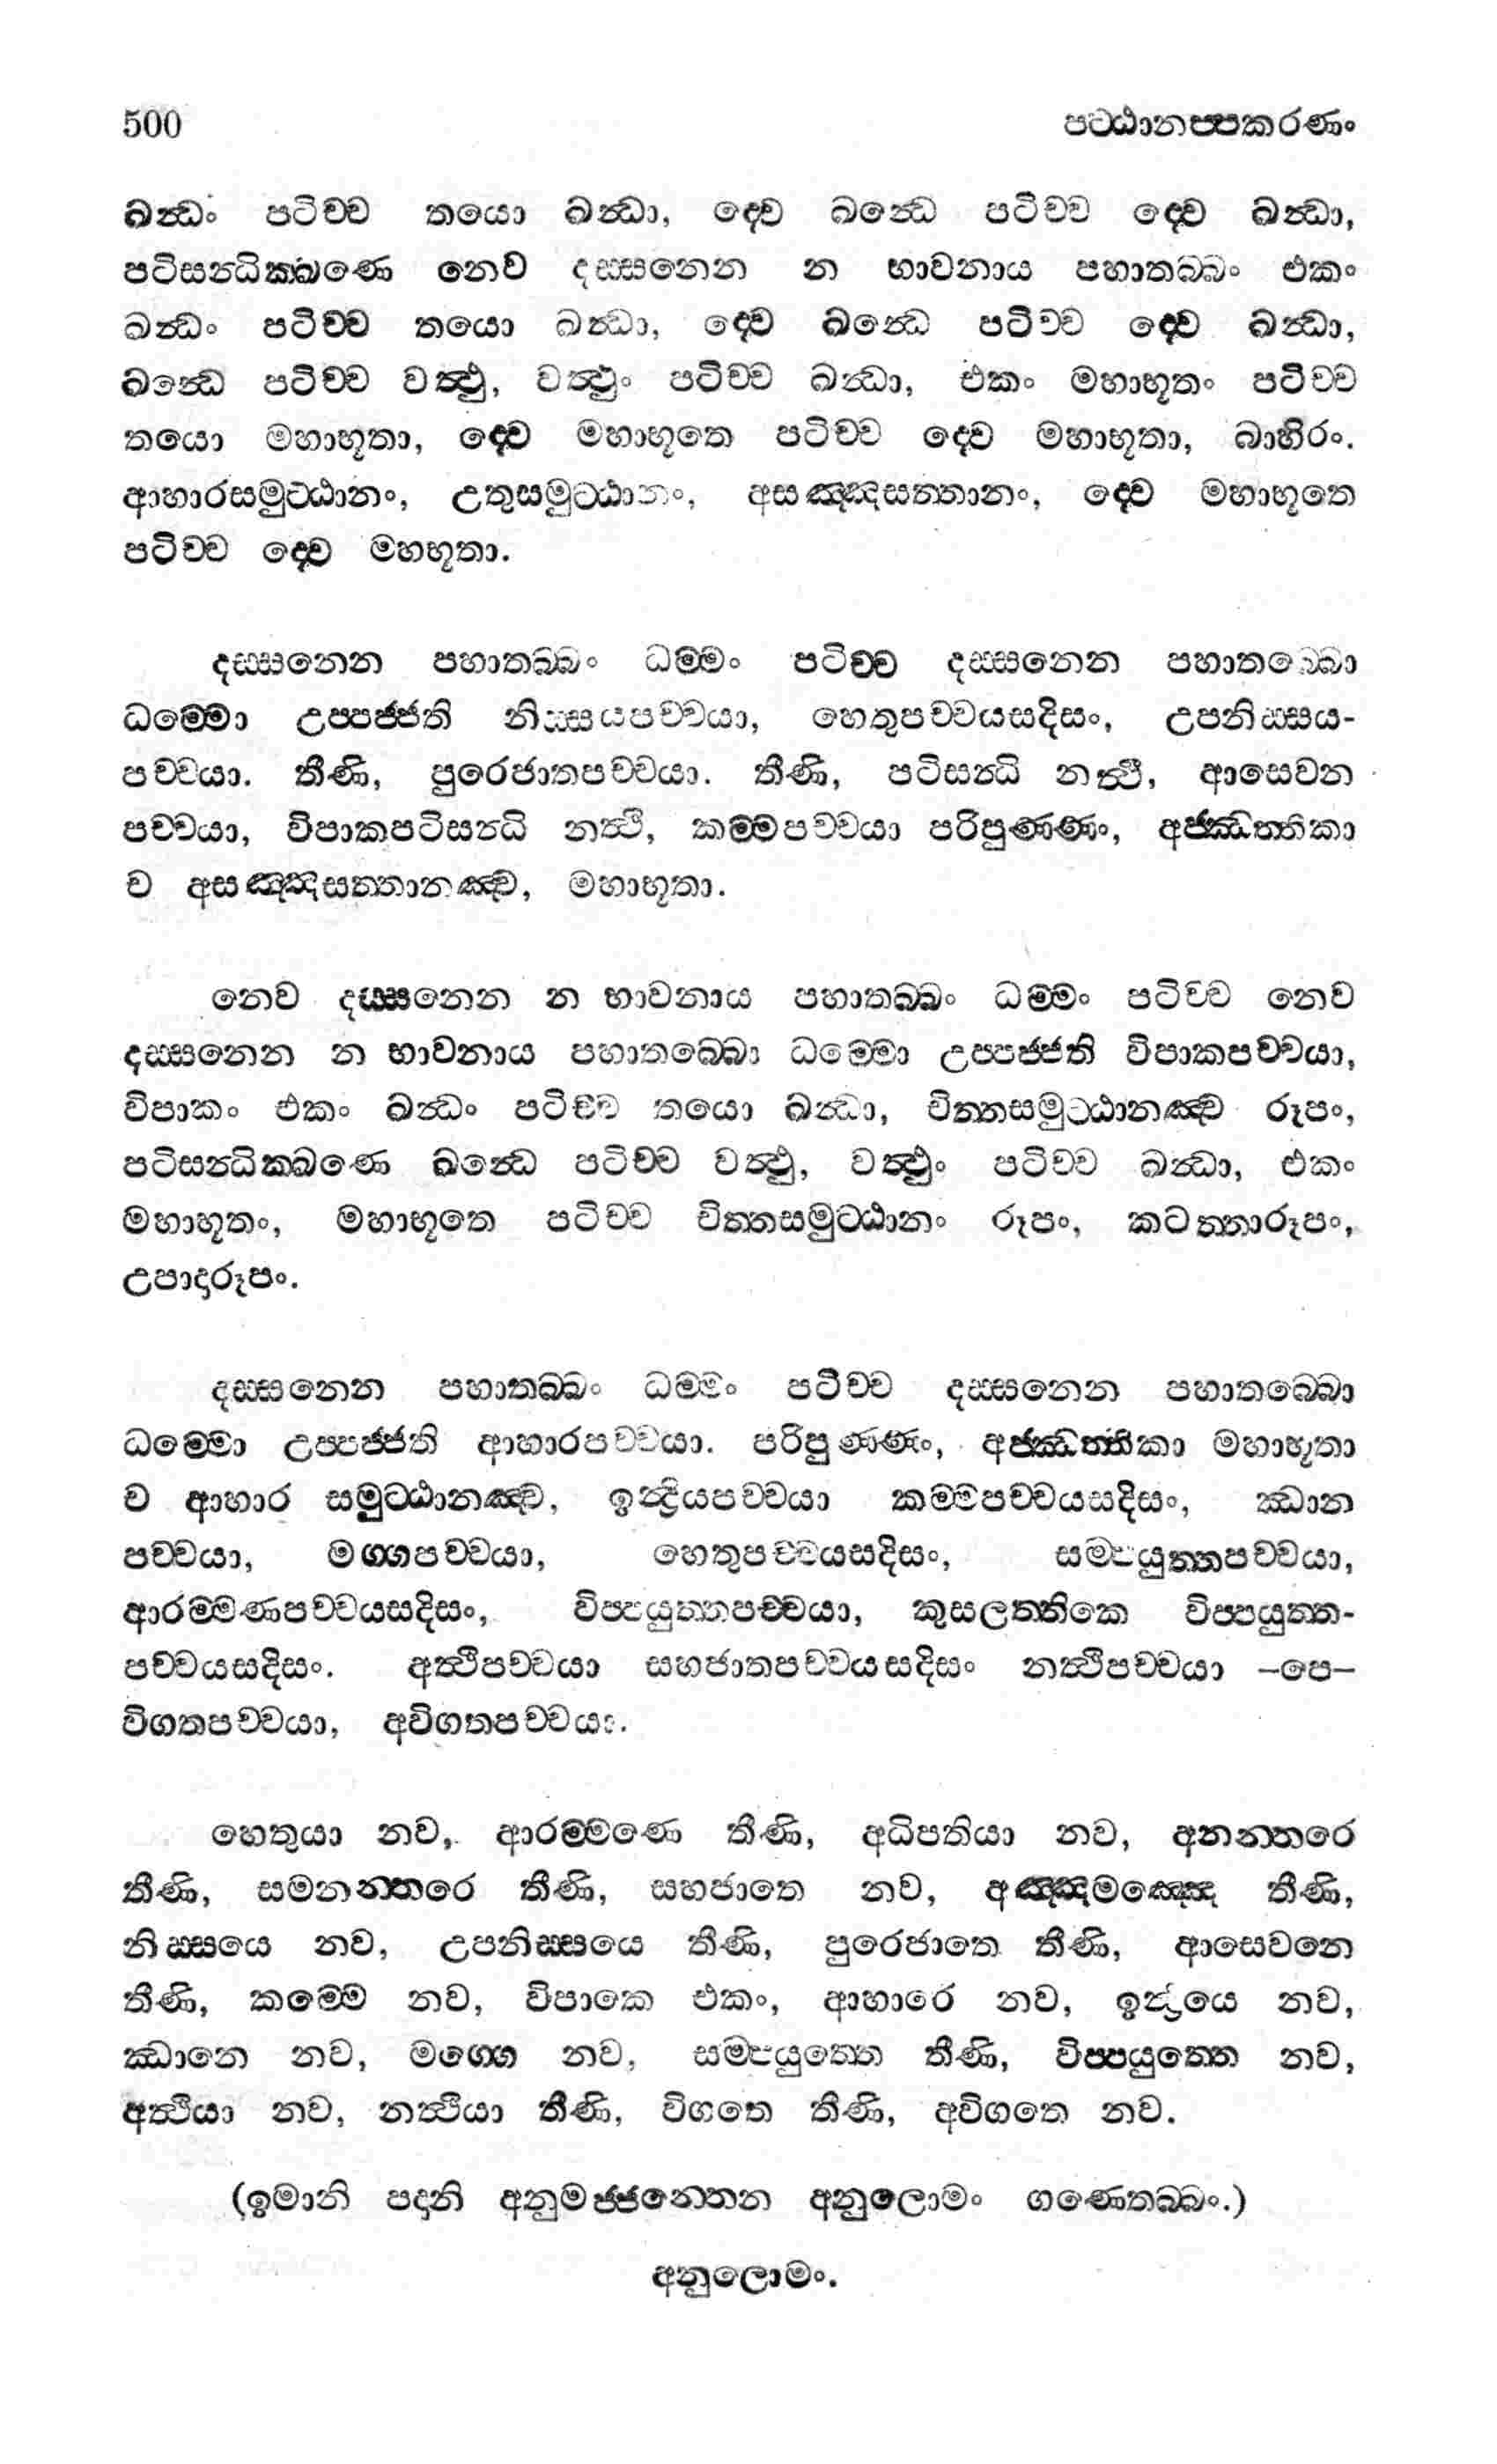 500 පට්ඨානප්පකරණං
ඛන්ධං පටිච්ච තයො ඛන්ධා, ද්වෙ ඛන්ධෙ පටිච්ච ද්වෙ ඛන්ධා,
පටිසන්ධික්ඛණෙ නෙව දස්සනෙන න භාවනාය පහාතබ්බං එකං
ඛන්ධං පටිච්ච තයො ඛන්ධා, ද්වෙ ඛන්ධෙ පටිච්ච ද්වෙ ඛන්ධා,
ඛන්ධෙ පටිච්ච වත්ථු, වත්ථුං පටිච්ච ඛන්ධා, එකං මහාභූතං පටිච්ච
තයො මහාභූතා, ද්වෙ මහාභූතෙ පටිච්ච ද්වෙ මහාභූතා, බාහිරං.
ආහාරසමුට්ඨානං, උතුසමුට්ඨානං, අසඤ්ඤසත්තානං, ද්වෙ මහාභූතෙ
පටිච්ච ද්වෙ මහභූතා.
දස්සනෙන පහාතබ්බං ධම්මං පටිච්ච දස්සනෙන පහාතබ්බො
ධම්මො උප්පජ්ජති නිස්සයපච්චයා, හෙතුපච්චයසදිසං, උපනිස්සය-
පච්චයා. තීණි, පුරෙජාතපච්චයා. තීණි, පටිසන්ධි නත්ථී, ආසෙවන
පච්චයා, විපාකපටිසන්ධි නත්ථි, කම්මපච්චයා පරිපුණ්ණං, අජ්ඣත්තිකා
ච අසඤ්ඤසත්තානඤ්ච, මහාභූතා.
නෙව දස්සනෙන න භාවනාය පහාතබ්බං ධම්මං පටිච්ච නෙව
දස්සනෙන න භාවනාය පහාතබ්බො ධම්මො උප්පජ්ජති විපාකපච්චයා,
විපාකං එකං ඛන්ධං පටිච්ච තයො ඛන්ධා, චිත්තසමුට්ඨානඤ්ච රූපං,
පටිසන්ධික්ඛණෙ ඛන්ධෙ පටිච්ච වත්ථු, වත්ථුං පටිච්ච ඛන්ධා, එකං
මහාභූතං, මහාභූතෙ පටිච්ච චිත්තසමුට්ඨානං රූපං, කටත්තාරූපං,
උපාදාරූපං.
දස්සනෙන පහාතබ්බං ධම්මං පටිච්ච දස්සනෙන පහාතබ්බො
ධම්මො උප්පජ්ජති ආහාරපච්චයා. පරිපුණ්ණං, අජ්ඣත්තිකා මහාභූතා
ච ආහාර සමුට්ඨානඤ්ච, ඉන්ද්‍රියපච්චයා කම්මපච්චයසදිසං, ඣාන
පච්චයා, මග්ගපච්චයා, හෙතුපච්චයසදිසං, සම්පයුත්තපච්චයා,
ආරම්මණපච්චයසදිසං, විප්පයුත්තපච්චයා, කුසලත්තිකෙ විප්පයුත්ත-
පච්චයසදිසං. අත්ථිපච්චයා සහජාතපච්චයසදිසං නත්ථිපච්චයා –පෙ–
විගතපච්චයා, අවිගතපච්චයා.
හෙතුයා නව, ආරම්මණෙ තීණි, අධිපතියා නව, අනන්තරෙ
තීණි, සමනන්තරෙ තීණි, සහජාතෙ නව, අඤ්ඤමඤ්ඤෙ තීණි,
නිස්සයෙ නව, උපනිස්සයෙ තීණි, පුරෙජාතෙ තීණි, ආසෙවනෙ
තීණි, කම්මෙ නව, විපාකෙ එකං, ආහාරෙ නව, ඉන්ද්‍රයෙ නව,
ඣානෙ නව, මග්ගෙ නව, සම්පයුත්තෙ තීණි, විප්පයුත්තෙ නව,
අත්ථියා නව, නත්ථියා තීණි, විගතෙ තීණි, අවිගතෙ නව.
(ඉමානි පදානි අනුමජ්ජන්තෙන අනුලොමං ගණෙතබ්බං.)
අනුලොමං.